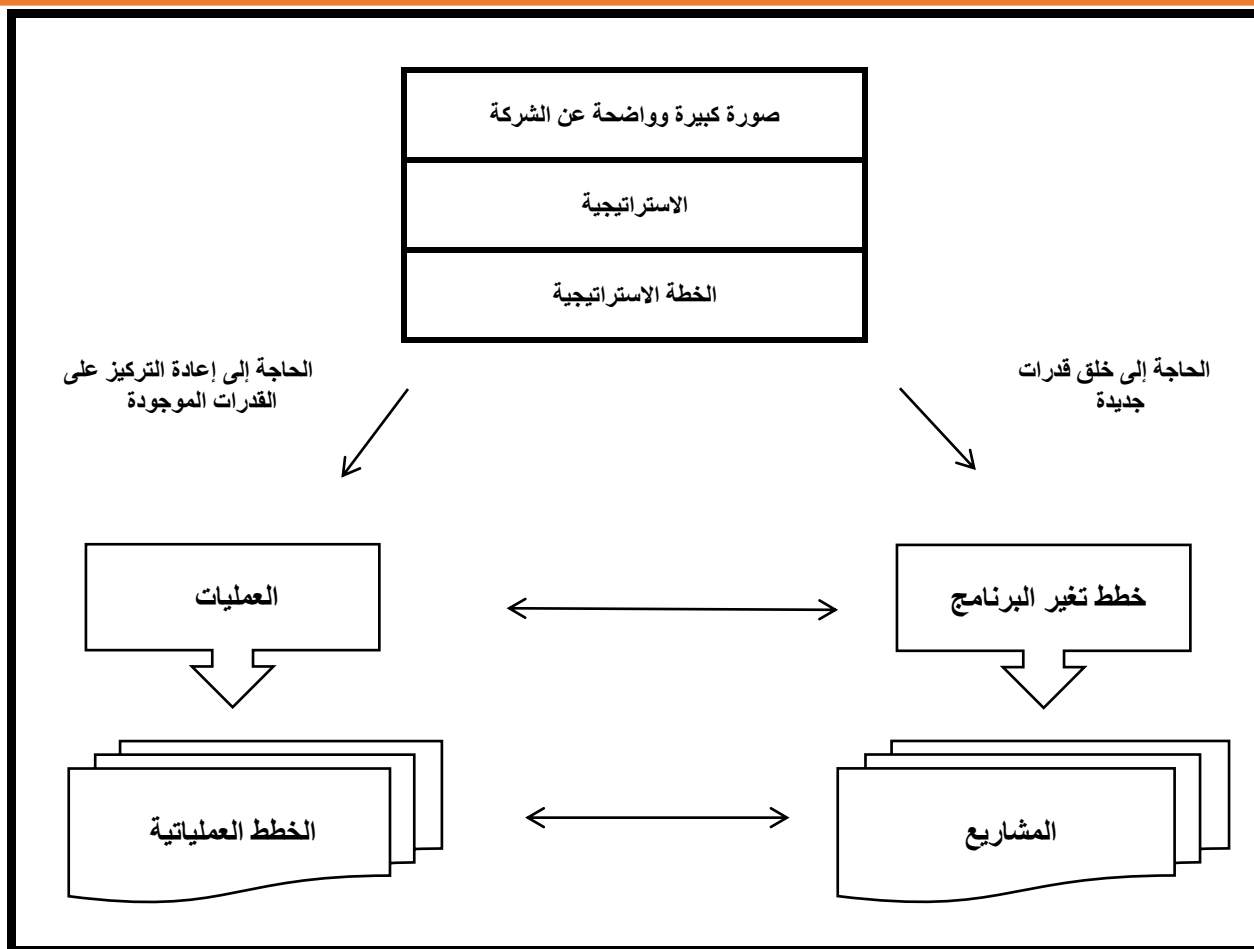 صورة كبيرة وواضحة عن الشركة
الاستراتيجية
الخطة الاستراتيجية
الحاجة إلى خلق قدرات
جديدة
الحاجة إلى إعادة التركيز على
القدرات الموجودة
خطط تغير البرنامج
العمليات
المشاريع
الخطط العملياتية